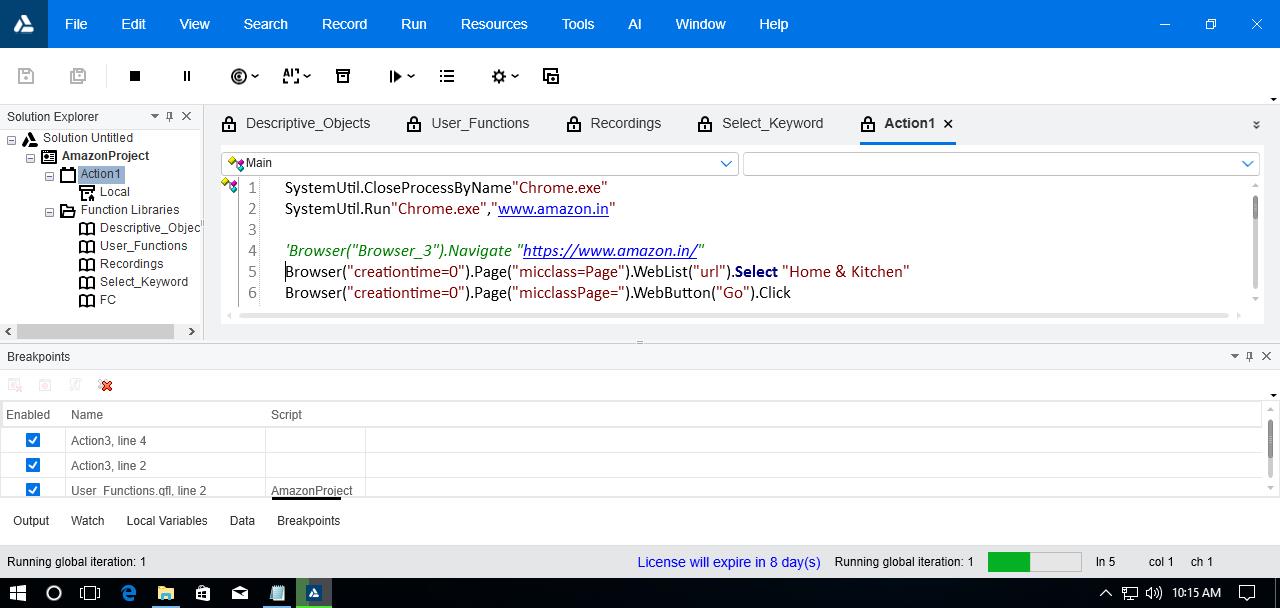 File Edit View Search Record Run Resources Tools AI Window Help
Solution Explorer
Solution Untitled
AmazonProject
Action1
Local
Function Libraries
Descriptive_Objec
User_Functions
Recordings
Select_Keyword
FC
Descriptive_Objects User_Functions Recordings Select_Keyword Action1
Main
1 SystemUtil.CloseProcessByName"Chrome.exe"
2 SystemUtil.Run"Chrome.exe","www.amazon.in"
3
4 'Browser("Browser_3").Navigate "https://www.amazon.in/"
5 Browser("creationtime=0").Page("micclass=Page").WebList("url").Select "Home & Kitchen"
6 Browser("creationtime=0").Page("micclassPage=").WebButton("Go").Click
Breakpoints
Enabled Name Script
Action3, line 4
Action3, line 2
User_Functions.qfl, line 2 AmazonProject
Output Watch Local Variables Data Breakpoints
Running global iteration: 1 License will expire in 8 day(s) Running global iteration: 1 ln 5 col 1 ch 1
10:15 AM